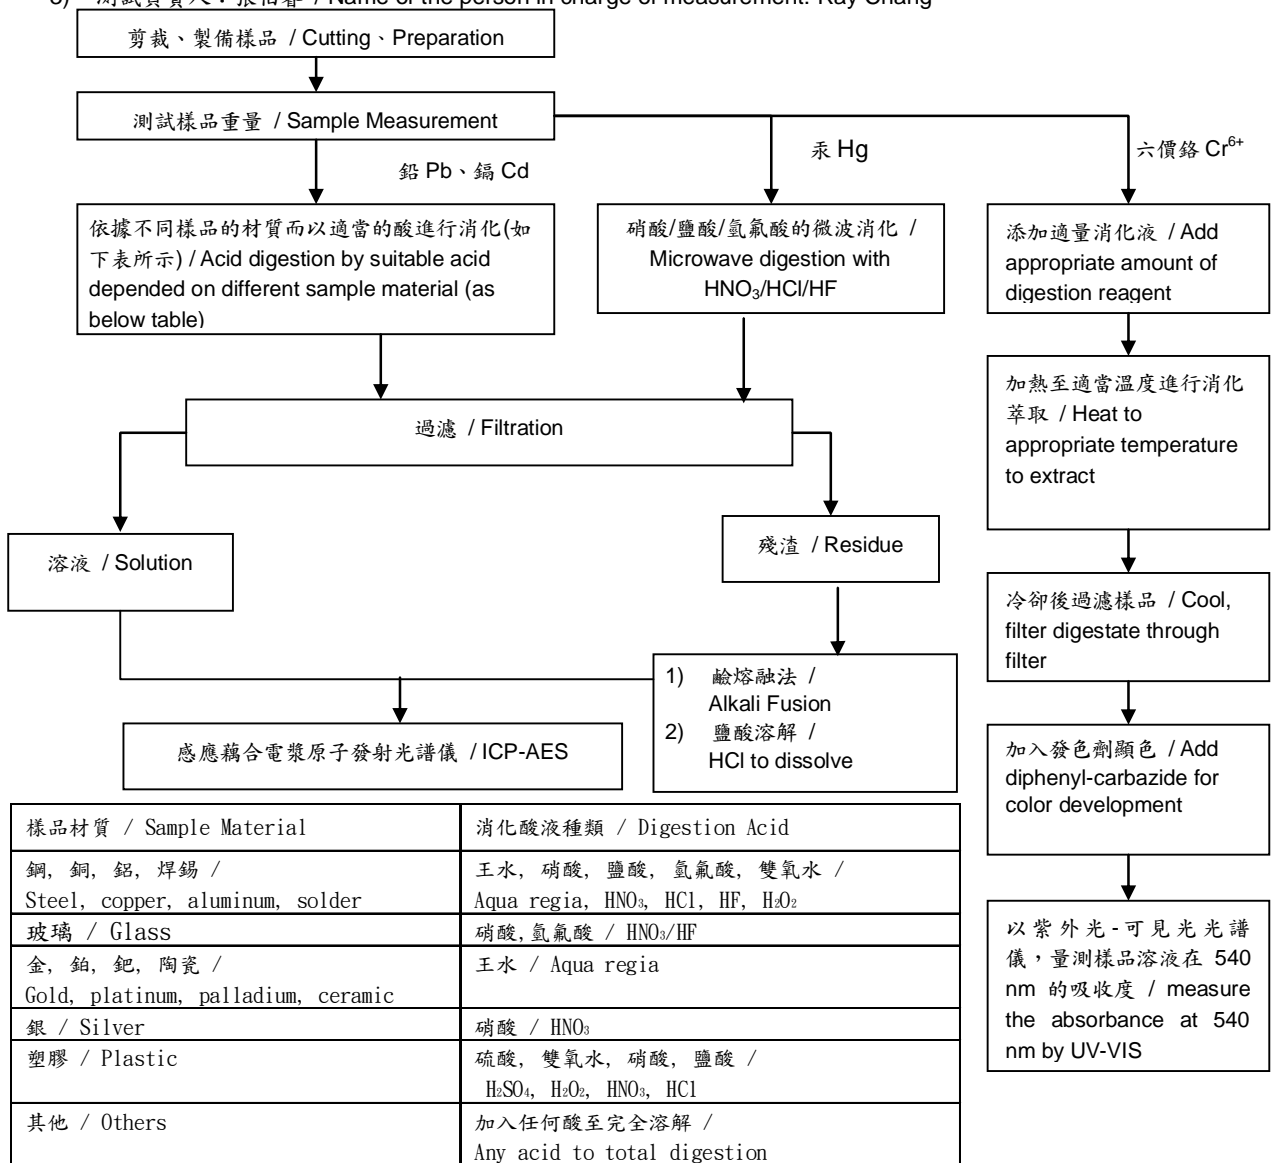 Name of the person in charge of measurement: Ray Chang
剪裁、製備樣品 / Cutting、Preparation
測試樣品重量 / Sample Measurement
鉛 Pb、鎘 Cd
汞 Hg
六價鉻 Cr6+
依據不同樣品的材質而以適當的酸進行消化(如
下表所示) / Acid digestion by suitable acid
depended on different sample material (as
below table)
硝酸/鹽酸/氫氟酸的微波消化 /
Microwave digestion with
HNO₃/HCl/HF
添加適量消化液 / Add
appropriate amount of
digestion reagent
過濾 / Filtration
加熱至適當溫度進行消化
萃取 / Heat to
appropriate temperature
to extract
溶液 / Solution
殘渣 / Residue
冷卻後過濾樣品 / Cool,
filter digestate through
filter
1) 鹼熔融法 /
Alkali Fusion
2) 鹽酸溶解 /
HCl to dissolve
感應藕合電漿原子發射光譜儀 / ICP-AES
加入發色劑顯色 / Add
diphenyl-carbazide for
color development
以紫外光-可見光光譜
儀，量測樣品溶液在 540
nm 的吸收度 / measure
the absorbance at 540
nm by UV-VIS
樣品材質 / Sample Material
消化酸液種類 / Digestion Acid
鋼, 銅, 鋁, 焊錫 /
Steel, copper, aluminum, solder
王水, 硝酸, 鹽酸, 氫氟酸, 雙氧水 /
Aqua regia, HNO₃, HCl, HF, H₂O₂
玻璃 / Glass
硝酸,氫氟酸 / HNO₃/HF
金, 鉑, 鈀, 陶瓷 /
Gold, platinum, palladium, ceramic
王水 / Aqua regia
銀 / Silver
硝酸 / HNO₃
塑膠 / Plastic
硫酸, 雙氧水, 硝酸, 鹽酸 /
H₂SO₄, H₂O₂, HNO₃, HCl
其他 / Others
加入任何酸至完全溶解 /
Any acid to total digestion